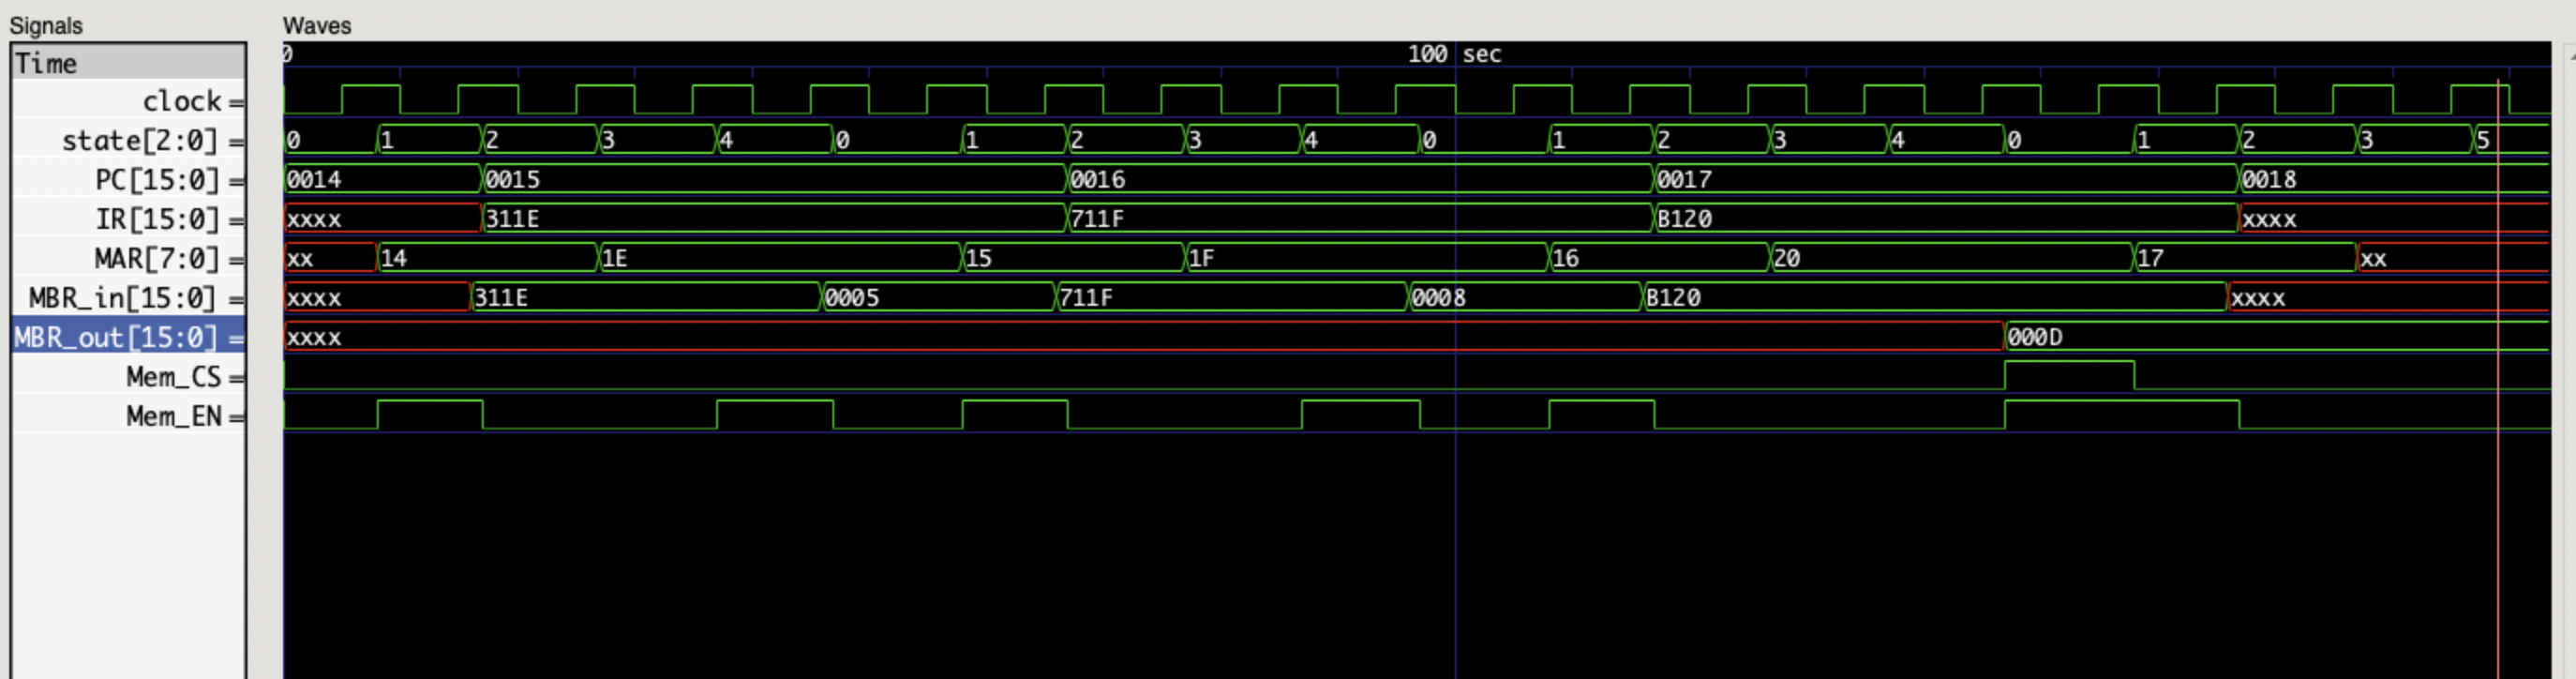 Signals Waves
Time 0 100 sec
clock =
state[2:0] = 0 1 2 3 4 0 1 2 3 4 0 1 2 3 4 0 1 2 3 5
PC[15:0] = 0014 0015 0016 0017 0018
IR[15:0] = xxxx 311E 711F B120 xxxx
MAR[7:0] = xx 14 1E 15 1F 16 20 17 xx
MBR_in[15:0] = xxxx 311E 0005 711F 0008 B120 xxxx
MBR_out[15:0] = xxxx 000D
Mem_CS =
Mem_EN =